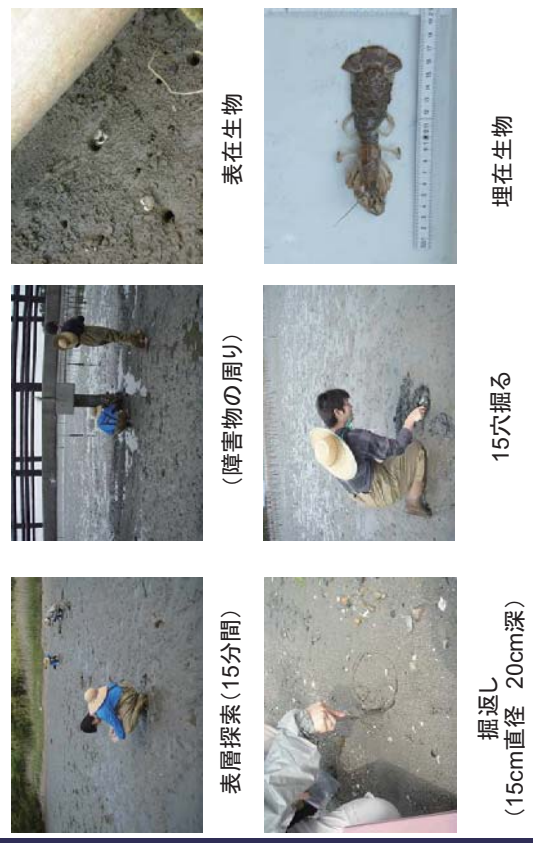 表層探索(15分間)
(障害物の周り)
表在生物
掘返し
(15cm直径 20cm深)
15穴掘る
埋在生物